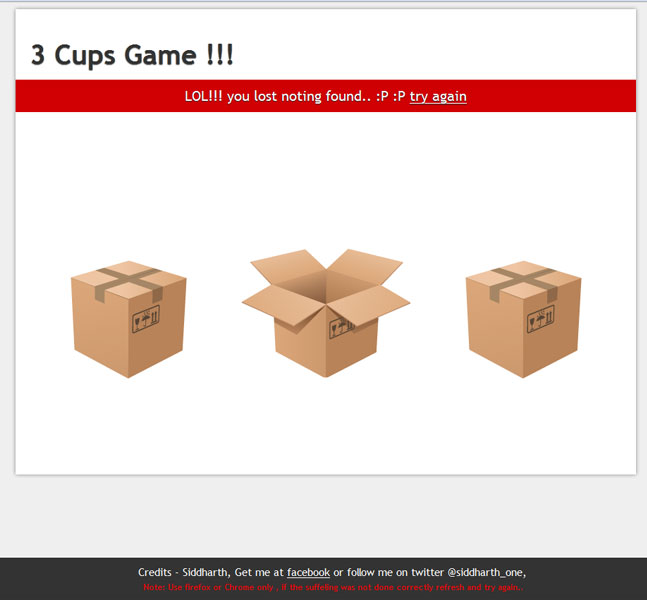 3 Cups Game !!!
LOL!!! you lost noting found.. :P :P try again
Credits - Siddharth, Get me at facebook or follow me on twitter @siddharth_one,
Note: Use firefox or Chrome only , if the suffeling was not done correctly refresh and try again..